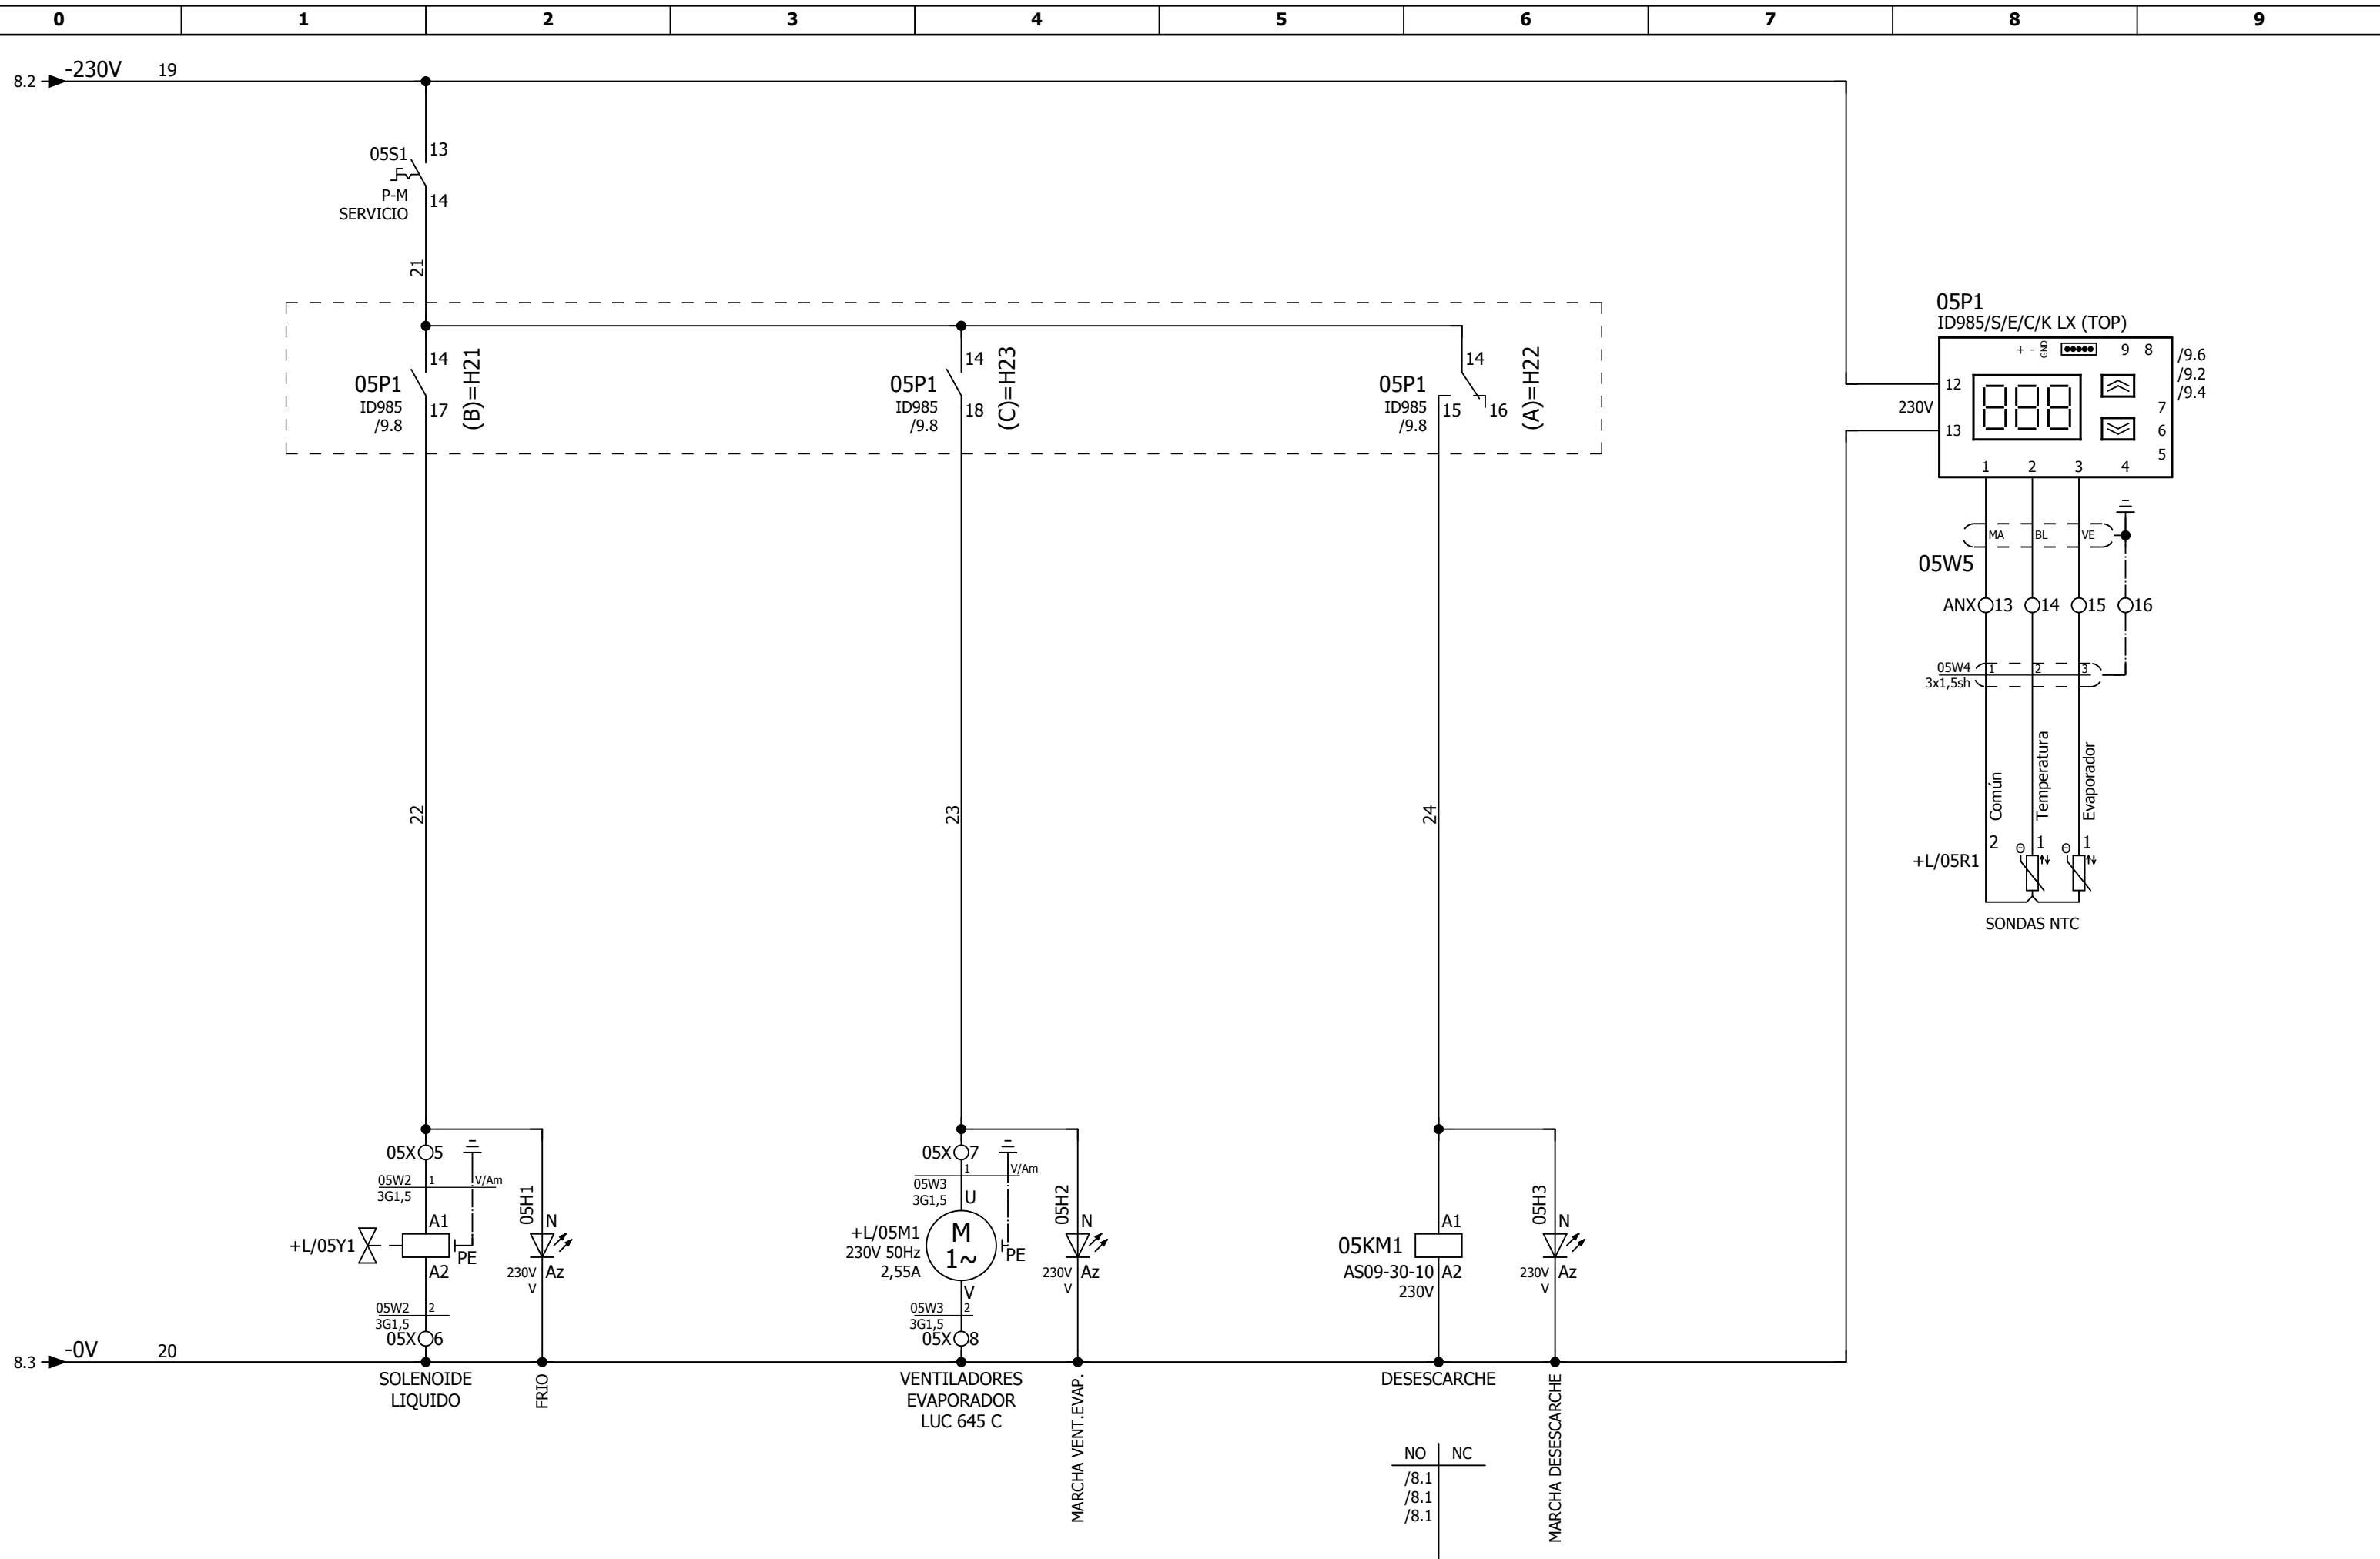 0 1 2 3 4 5 6 7 8 9
8.2 -230V 19
05S1 13
P-M 14
SERVICIO
21
05P1
ID985/S/E/C/K LX (TOP)
+ - GND 9 8 /9.6
/9.2
/9.4
12
230V 7
13 6
5
1 2 3 4
14
05P1
ID985 17
/9.8
(B)=H21
14
05P1
ID985 18
/9.8
(C)=H23
14
05P1
ID985 15 16
/9.8
(A)=H22
MA BL VE
05W5
ANX 13 14 15 16
05W4 1 2 3
3x1,5sh
Común
Temperatura
Evaporador
2 Θ 1 Θ 1
+L/05R1
SONDAS NTC
22
23
24
05X 5
05W2 1 V/Am
3G1,5
A1
+L/05Y1
PE
A2
05W2 2
3G1,5
05X 6
05H1
N
230V Az
V
05X 7
1 V/Am
05W3
3G1,5 U
+L/05M1 M
230V 50Hz 1~ PE
2,55A
V
05W3 2
3G1,5
05X 8
05H2
N
230V Az
V
A1
05KM1
AS09-30-10 A2
230V
05H3
N
230V Az
V
8.3 -0V 20
SOLENOIDE
LIQUIDO
FRIO
VENTILADORES
EVAPORADOR
LUC 645 C
MARCHA VENT.EVAP.
DESESCARCHE
MARCHA DESESCARCHE
NO NC
/8.1
/8.1
/8.1